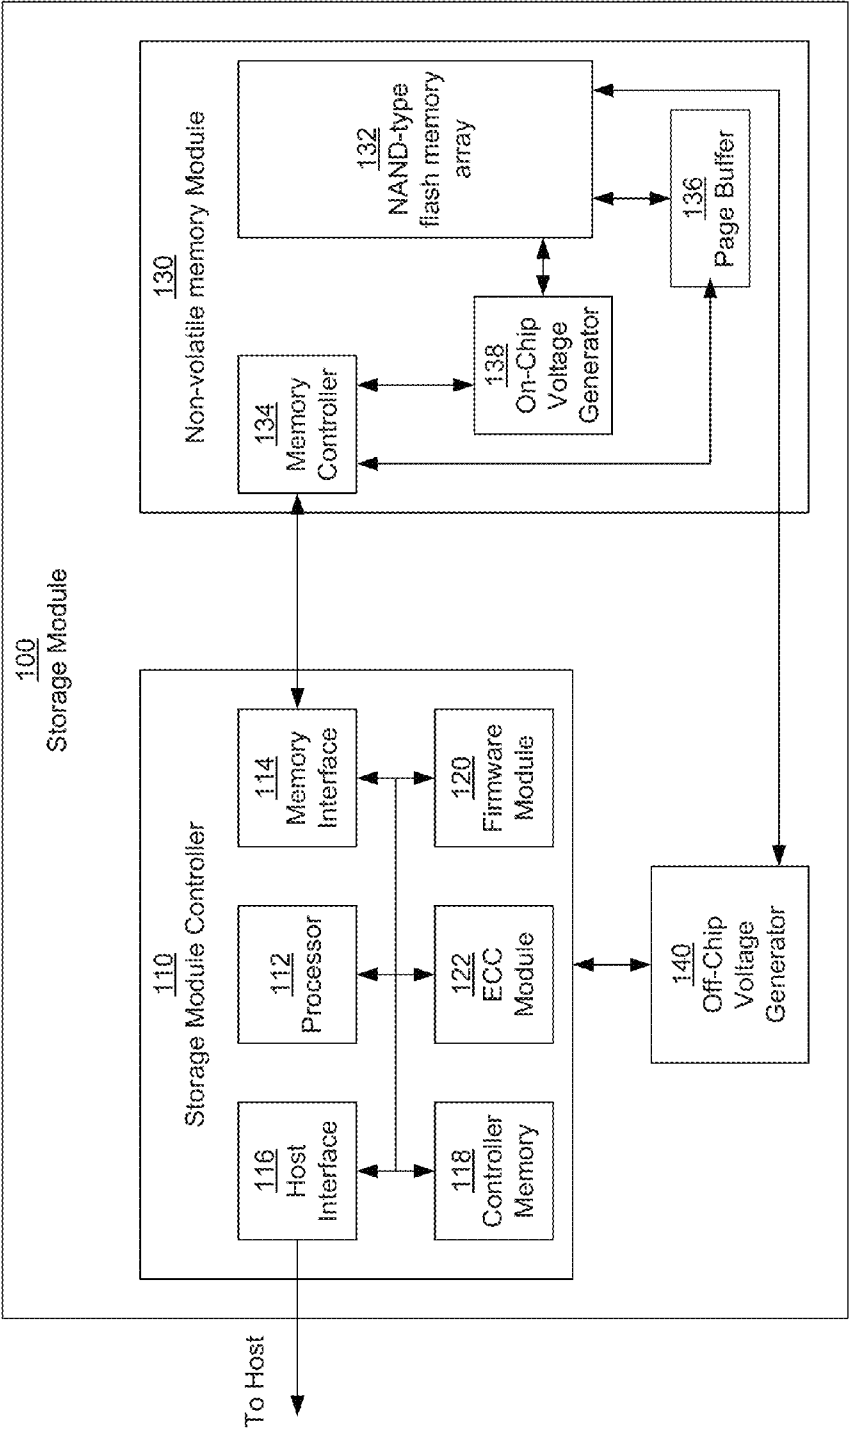 100
Storage Module
110
Storage Module Controller
116
Host
Interface
112
Processor
114
Memory
Interface
118
Controller
Memory
122
ECC
Module
120
Firmware
Module
To Host
140
Off-Chip
Voltage
Generator
130
Non-volatile memory Module
134
Memory
Controller
132
NAND-type
flash memory
array
138
On-Chip
Voltage
Generator
136
Page Buffer